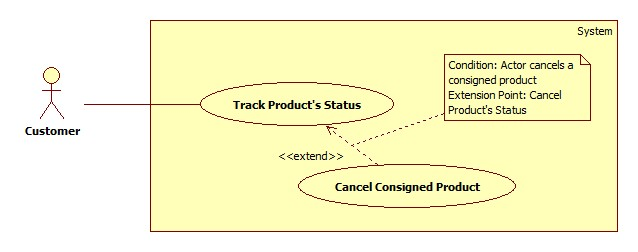 System
Condition: Actor cancels a
consigned product
Extension Point: Cancel
Product's Status
Track Product's Status
Customer
<<extend>>
Cancel Consigned Product